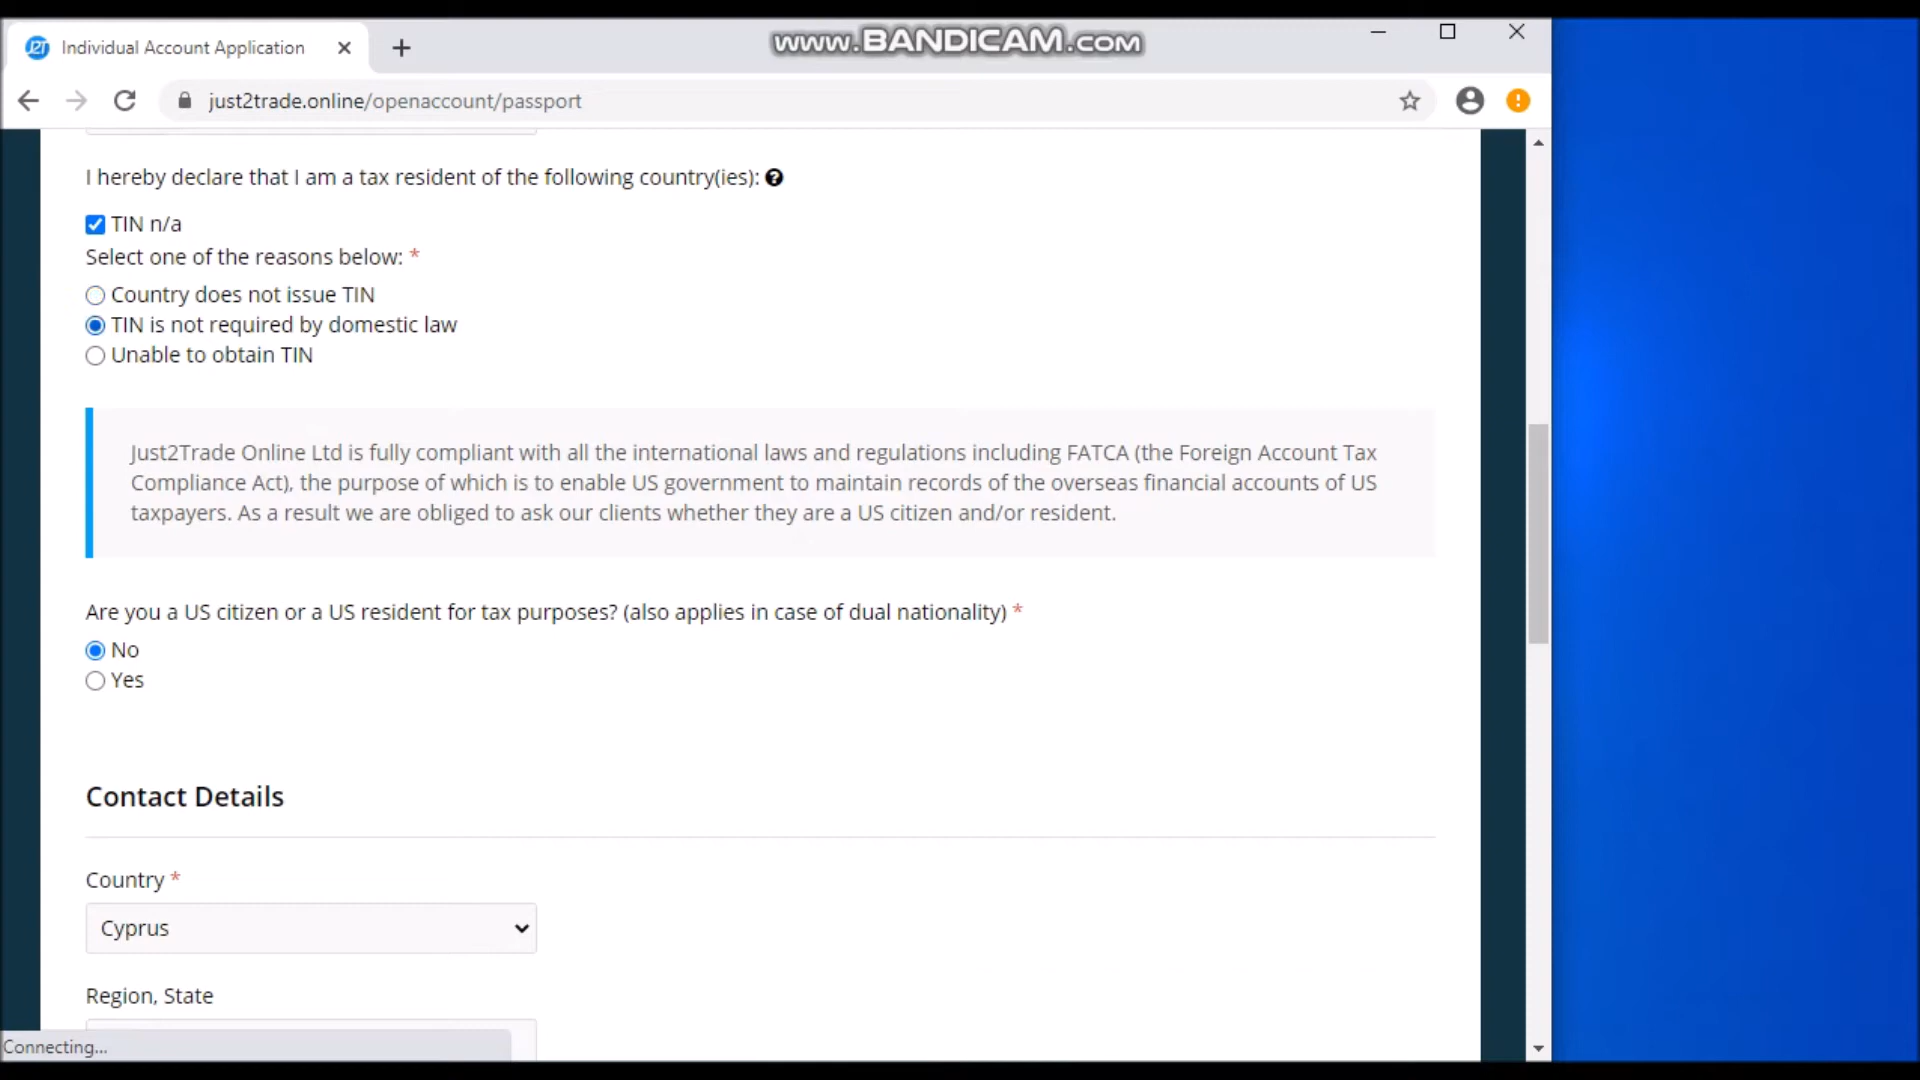 Individual Account Application
www.BANDICAM.com
just2trade.online/openaccount/passport
I hereby declare that I am a tax resident of the following country(ies):
TIN n/a
Select one of the reasons below: *
Country does not issue TIN
TIN is not required by domestic law
Unable to obtain TIN
Just2Trade Online Ltd is fully compliant with all the international laws and regulations including FATCA (the Foreign Account Tax
Compliance Act), the purpose of which is to enable US government to maintain records of the overseas financial accounts of US
taxpayers. As a result we are obliged to ask our clients whether they are a US citizen and/or resident.
Are you a US citizen or a US resident for tax purposes? (also applies in case of dual nationality) *
No
Yes
Contact Details
Country *
Cyprus
Region, State
Connecting...